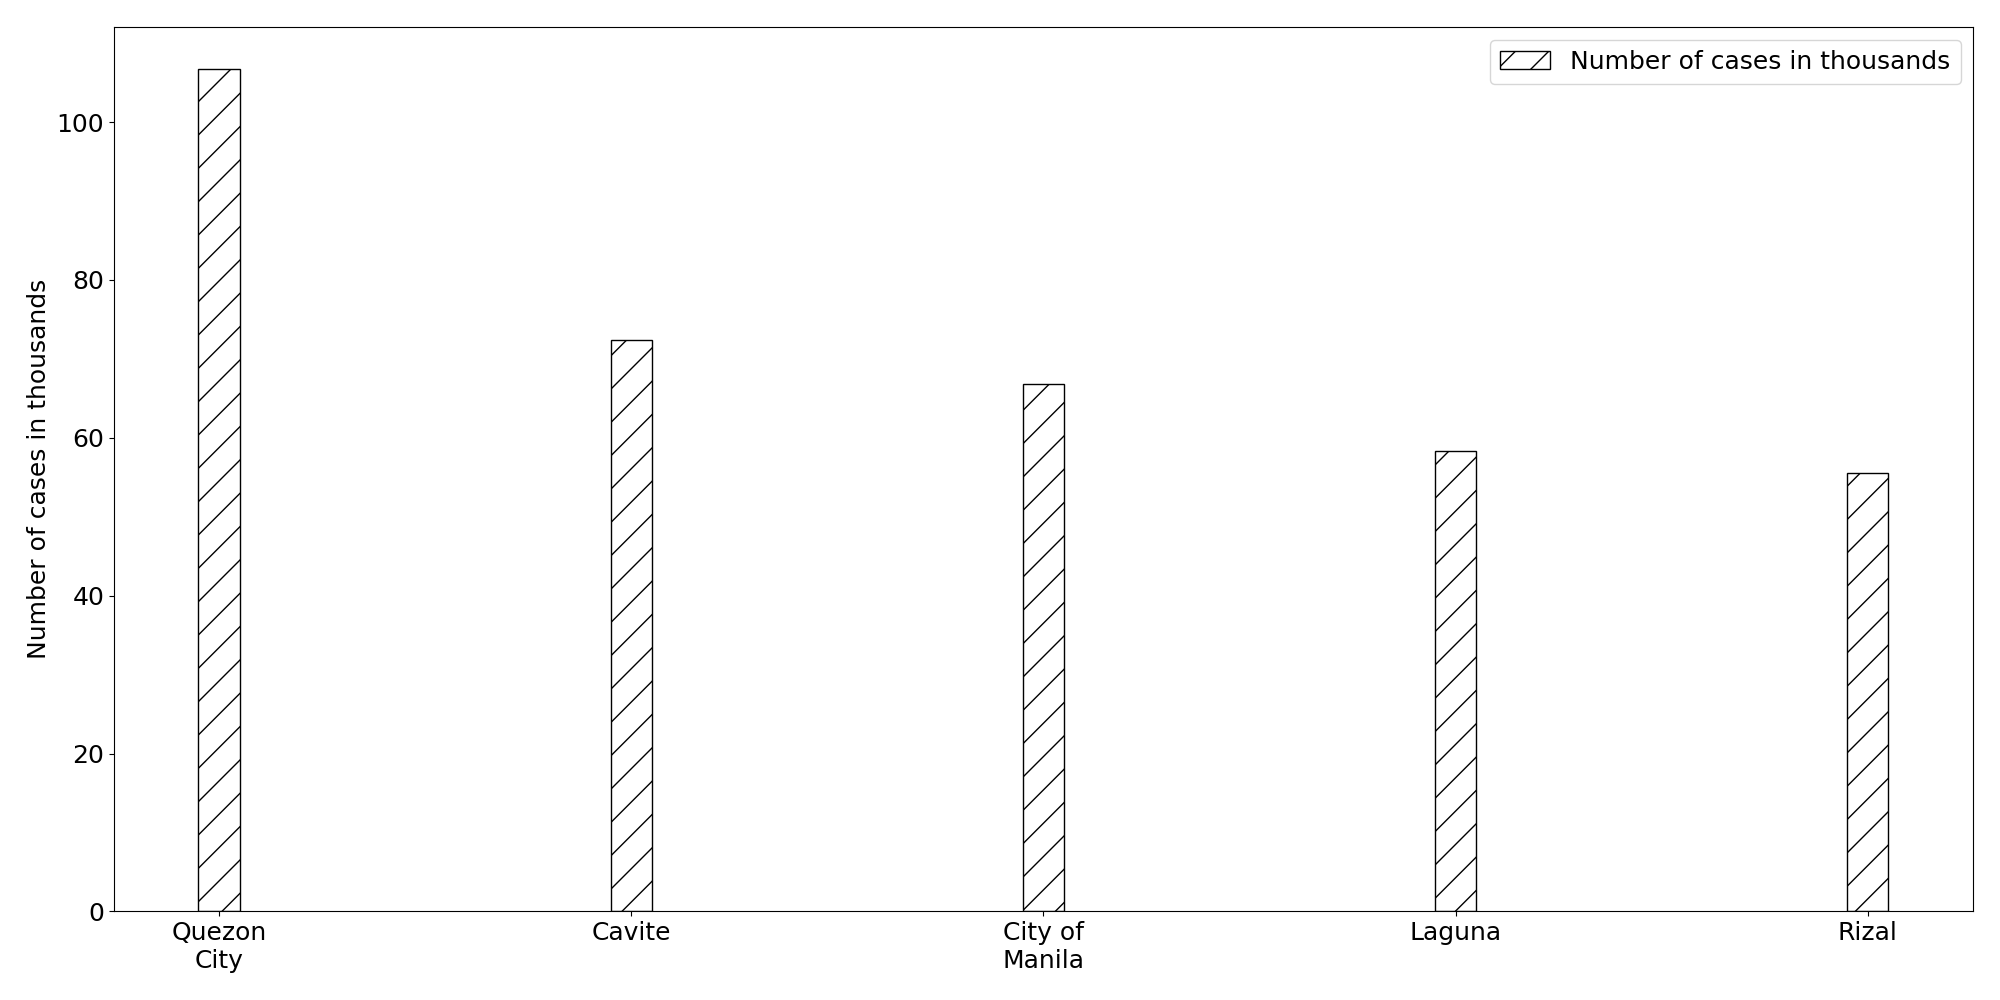 Number of cases in thousands
Number of cases in thousands
100
80
60
40
20
0
Quezon
City
Cavite
City of
Manila
Laguna
Rizal